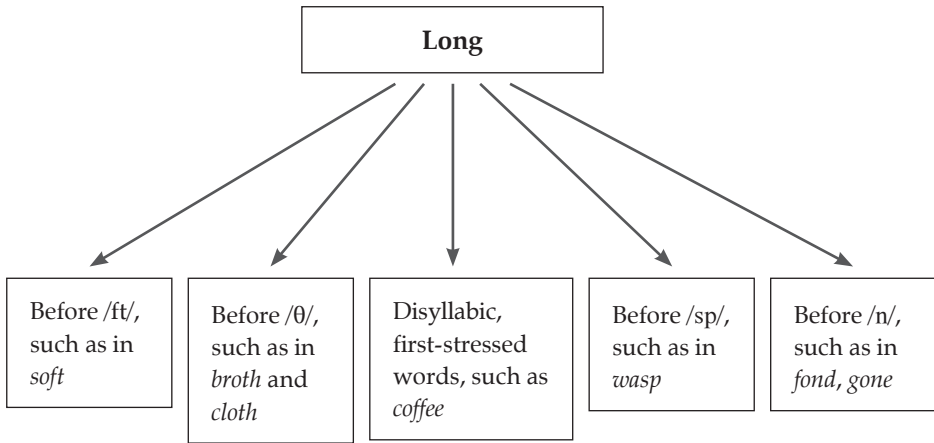 Long
Before /ft/,
such as in
soft
Before /θ/,
such as in
broth and
cloth
Disyllabic,
first-stressed
words, such as
coffee
Before /sp/,
such as in
wasp
Before /n/,
such as in
fond, gone